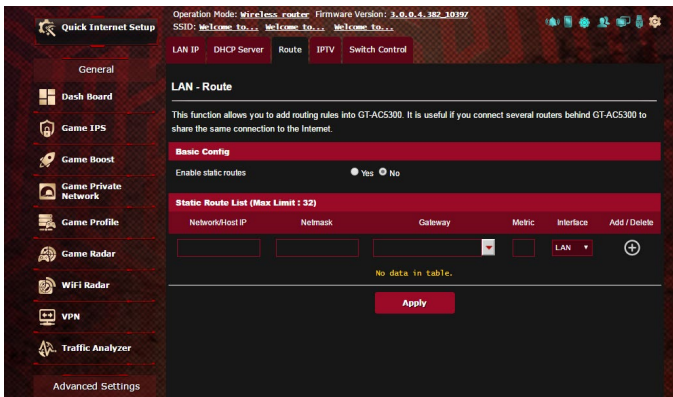 Operation Mode: Wireless router Firmware Version: 3.0.0.4.382_10397
SSID: Welcome to... Welcome to... Welcome to...
Quick Internet Setup
LAN IP DHCP Server Route IPTV Switch Control
General
Dash Board
Game IPS
Game Boost
Game Private
Network
Game Profile
Game Radar
WiFi Radar
VPN
Traffic Analyzer
Advanced Settings
LAN - Route
This function allows you to add routing rules into GT-AC5300. It is useful if you connect several routers behind GT-AC5300 to
share the same connection to the Internet.
Basic Config
Enable static routes Yes No
Static Route List (Max Limit : 32)
Network/Host IP Netmask Gateway Metric Interface Add / Delete
LAN
No data in table.
Apply